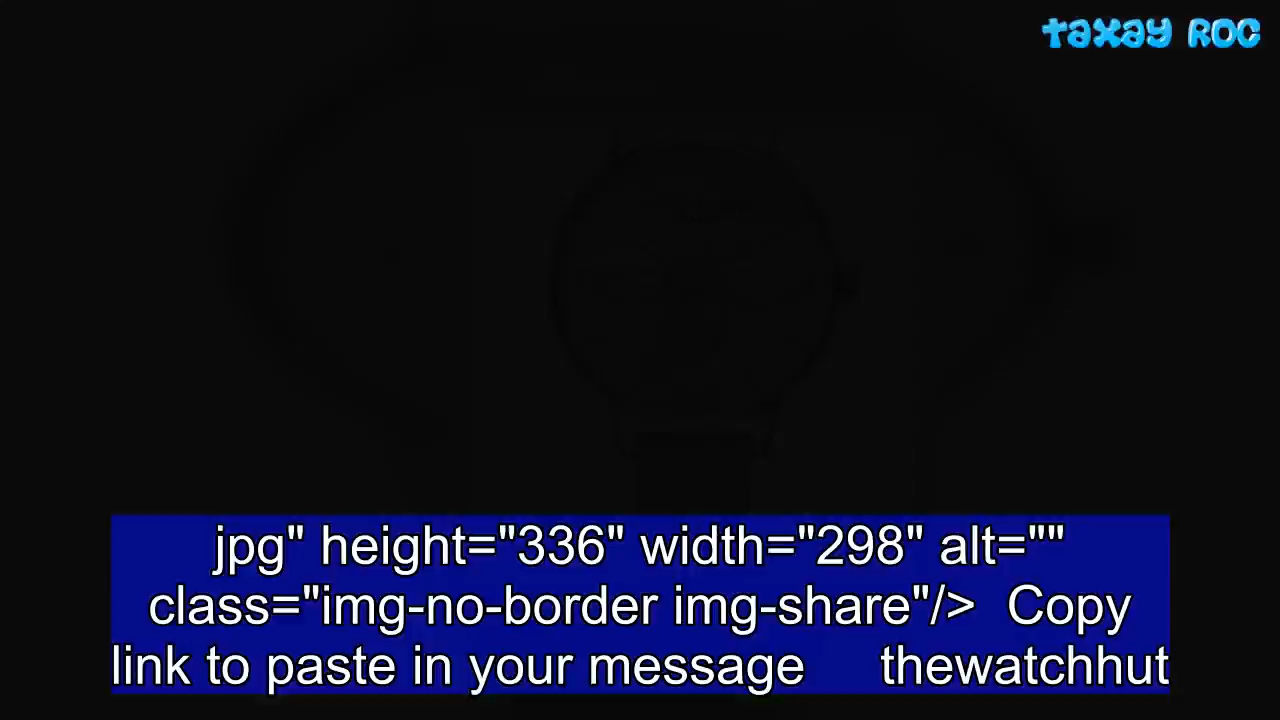 taxay ROC
jpg" height="336" width="298" alt=""
class="img-no-border img-share"/>  Copy
link to paste in your message     thewatchhut